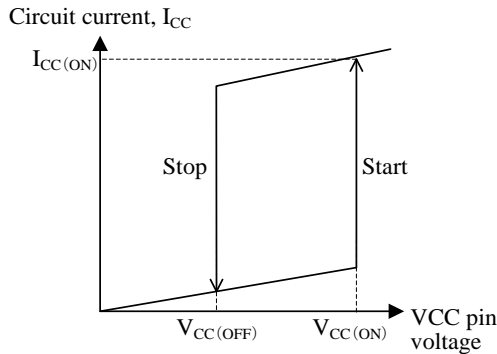 Circuit current, ICC
ICC(ON)
Stop
Start
VCC(OFF)
VCC(ON)
VCC pin
voltage